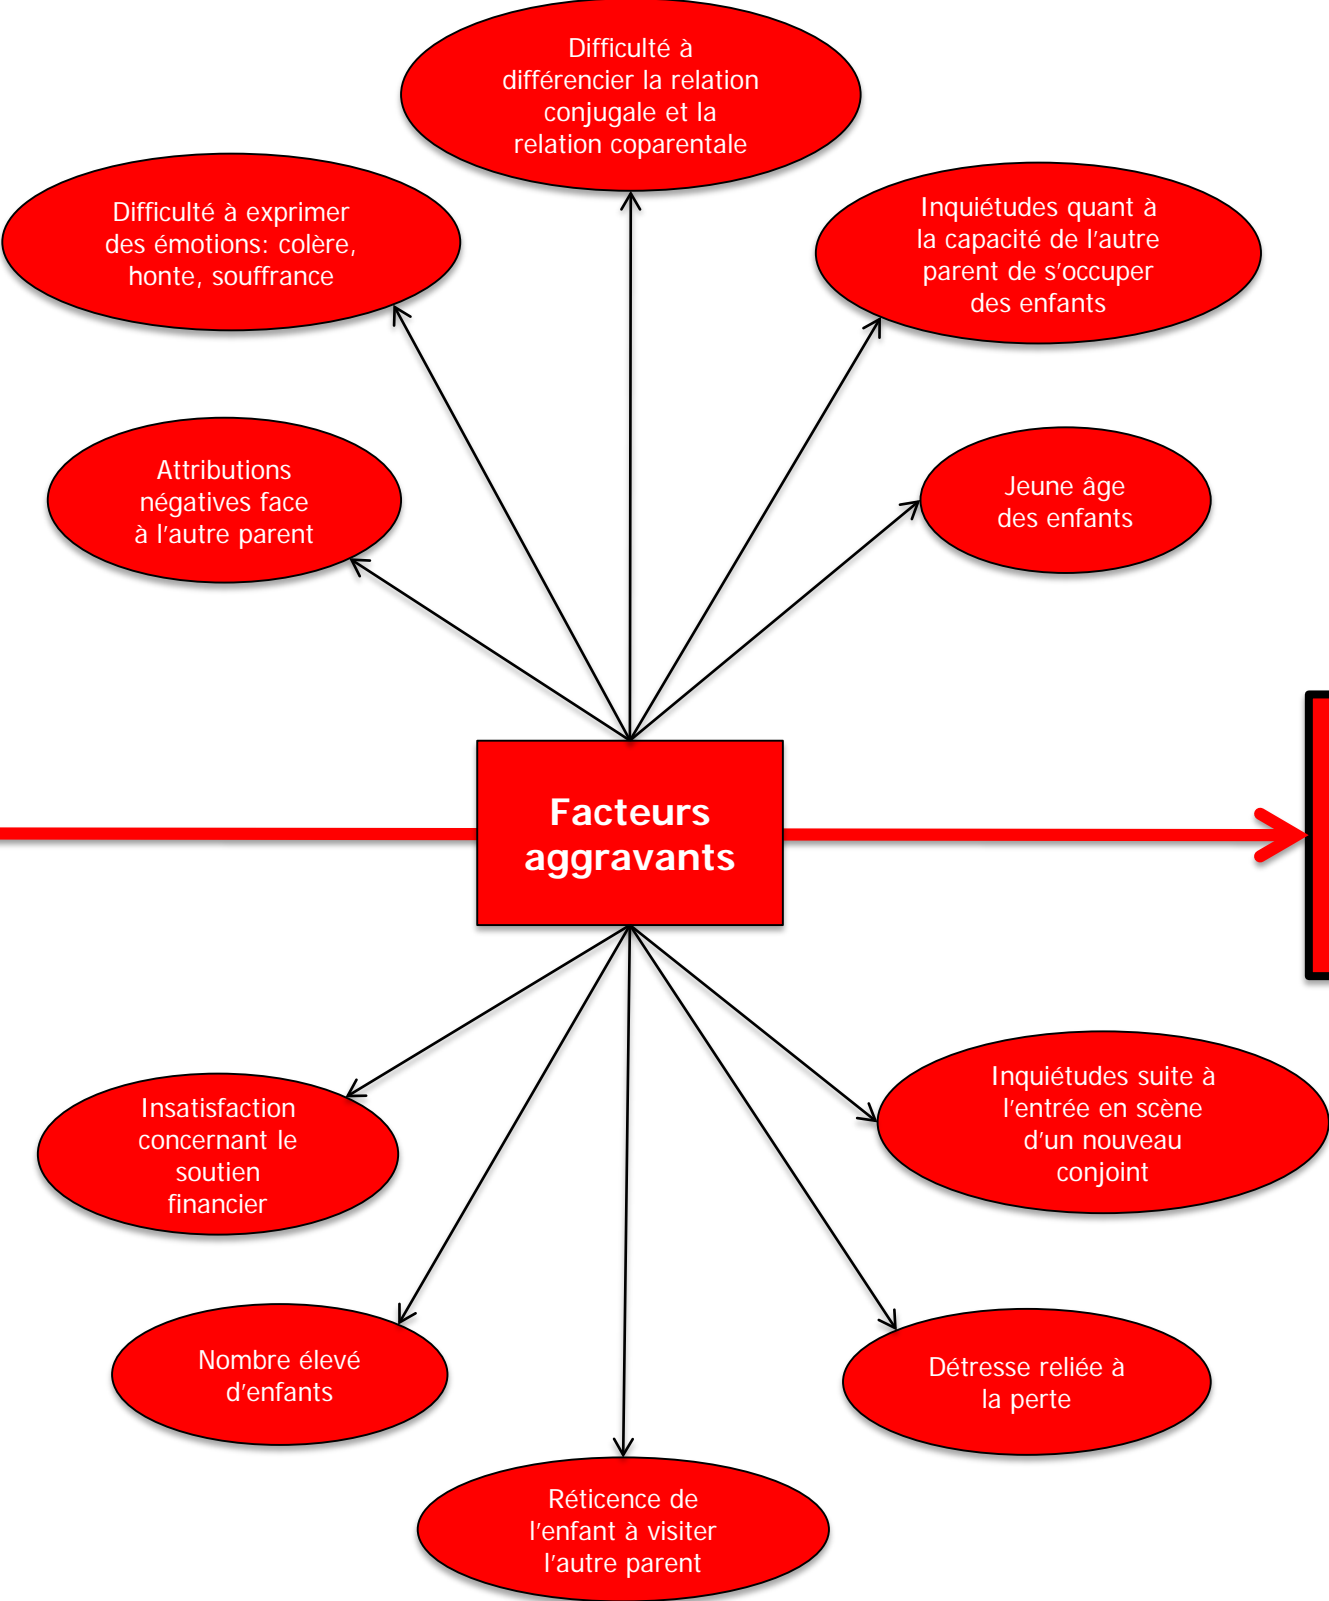 Difficulté à
différencier la relation
conjugale et la
relation coparentale
Difficulté à exprimer
des émotions: colère,
honte, souffrance
Inquiétudes quant à
la capacité de l'autre
parent de s'occuper
des enfants
Attributions
négatives face
à l'autre parent
Jeune âge
des enfants
Facteurs
aggravants
Insatisfaction
concernant le
soutien
financier
Inquiétudes suite à
l'entrée en scène
d'un nouveau
conjoint
Nombre élevé
d'enfants
Détresse reliée à
la perte
Réticence de
l'enfant à visiter
l'autre parent